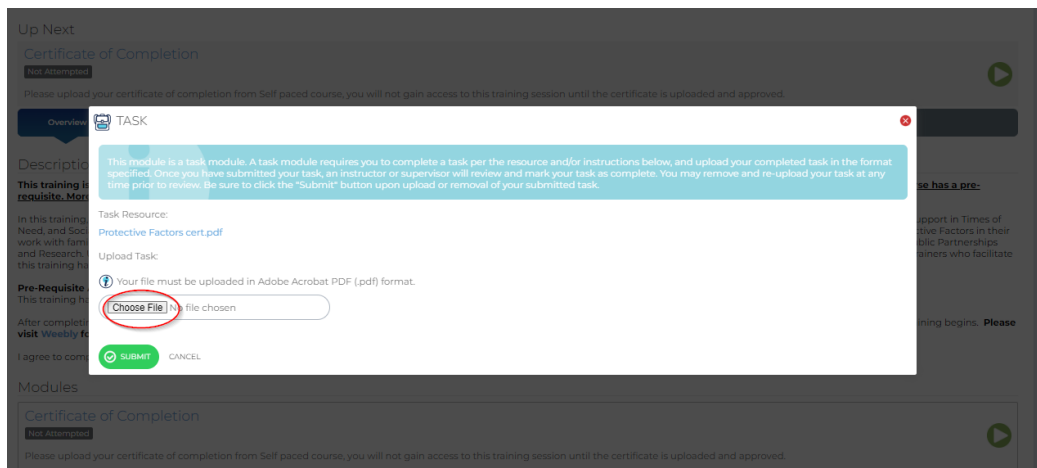 Up Next
Certificate of Completion
Not Attempted
Please upload your certificate of completion from Self paced course, you will not gain access to this training session until the certificate is uploaded and approved.
Overview
TASK
This module is a task module. A task module requires you to complete a task per the resource and/or instructions below, and upload your completed task in the format
specified. Once you have submitted your task, an instructor or supervisor will review and mark your task as complete. You may remove and re-upload your task at any
time prior to review. Be sure to click the "Submit" button upon upload or removal of your submitted task.
Descriptio
This training is
se has a pre-
requisite. More
Task Resource:
In this training,
upport in Times of
Need, and Soci
Protective Factors cert.pdf
tive Factors in their
work with fam
blic Partnerships
and Research.
Upload Task:
ainers who facilitate
this training ha
Your file must be uploaded in Adobe Acrobat PDF (.pdf) format.
Pre-Requisite
This training ha
Choose File No file chosen
After completin
ining begins. Please
visit Weebly fo
I agree to comp
SUBMIT CANCEL
Modules
Certificate of Completion
Not Attempted
Please upload your certificate of completion from Self paced course, you will not gain access to this training session until the certificate is uploaded and approved.